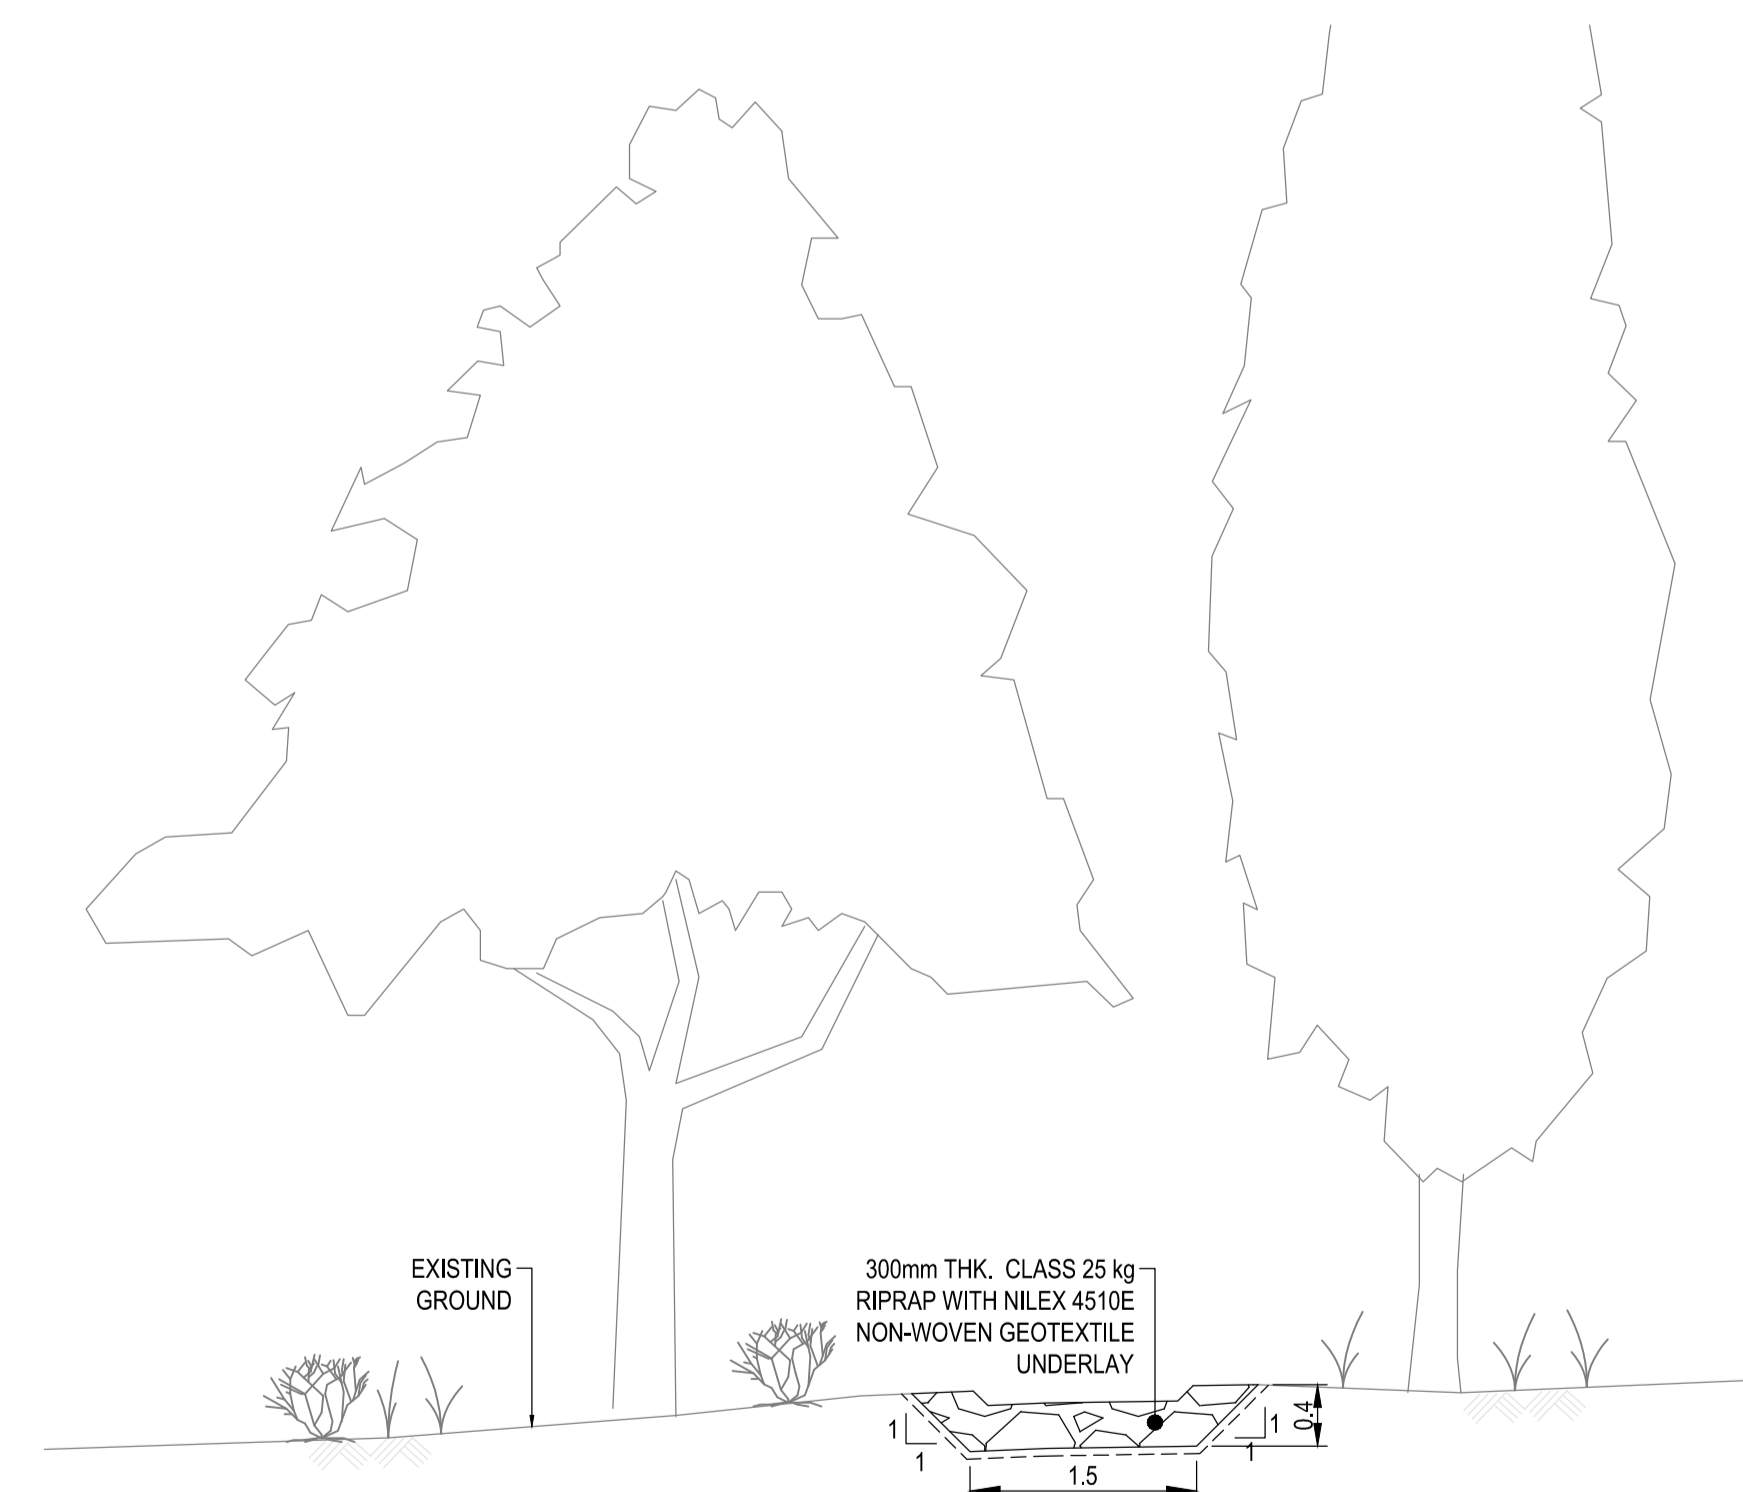 EXISTING
GROUND
300mm THK. CLASS 25 kg
RIPRAP WITH NILEX 4510E
NON-WOVEN GEOTEXTILE
UNDERLAY
1
1
1
1
0.4
1.5